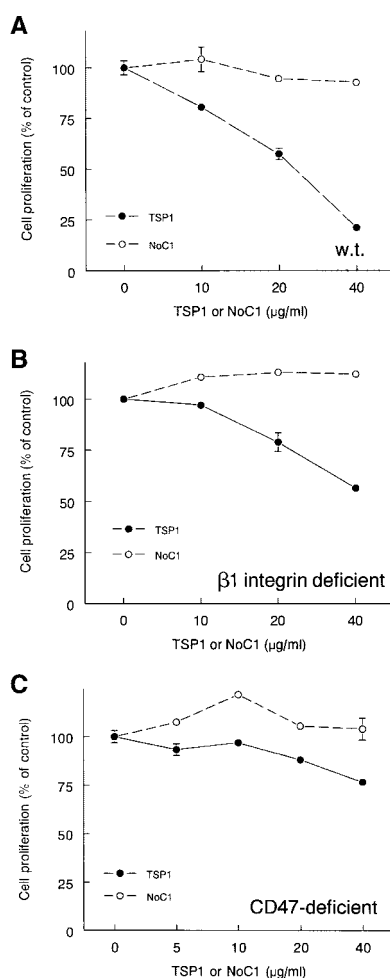 A
Cell proliferation (% of control)
100
75
50
25
0
TSP1
NoC1
w.t.
0 10 20 40
TSP1 or NoC1 (µg/ml)
B
Cell proliferation (% of control)
100
75
50
25
0
TSP1
NoC1
β1 integrin deficient
0 10 20 40
TSP1 or NoC1 (µg/ml)
C
Cell proliferation (% of control)
100
75
50
25
0
TSP1
NoC1
CD47-deficient
0 5 10 20 40
TSP1 or NoC1 (µg/ml)